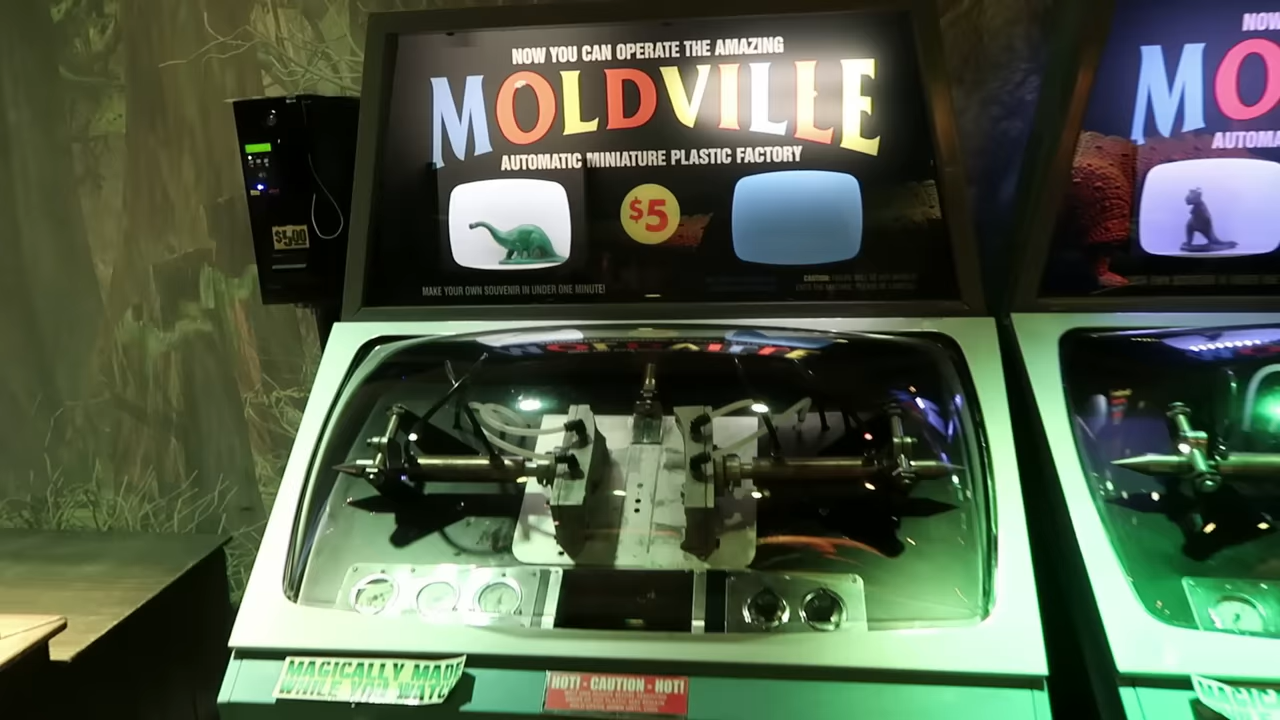 NOW YOU CAN OPERATE THE AMAZING
MOLDVILLE
AUTOMATIC MINIATURE PLASTIC FACTORY
$5
MAKE YOUR OWN SOUVENIR IN UNDER ONE MINUTE!
CAUTION:
$5.00
MAGICALLY MADE
WHILE YOU WATCH
HOT! - CAUTION - HOT!
NOW
MO
AUTOMA